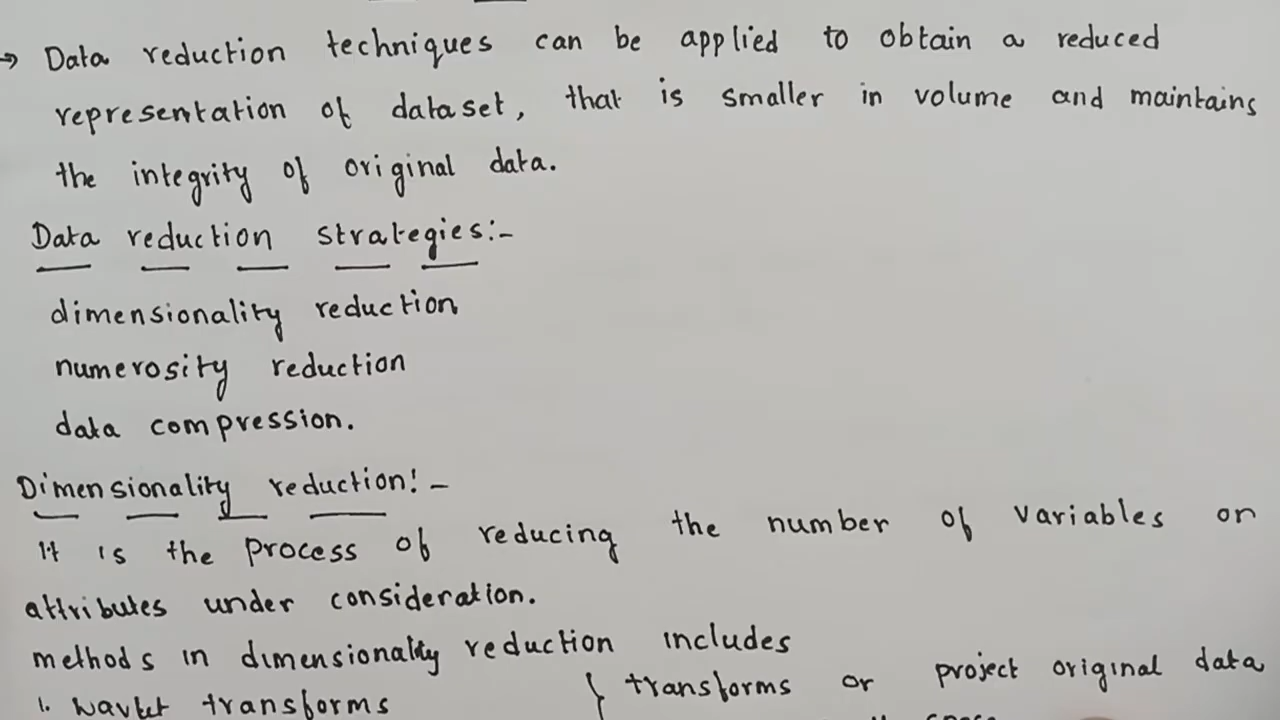 → Data reduction techniques can be applied to obtain a reduced
representation of dataset, that is smaller in volume and maintains
the integrity of original data.
Data reduction strategies:-
dimensionality reduction
numerosity reduction
data compression.
Dimensionality reduction:-
It is the process of reducing the number of variables or
attributes under consideration.
methods in dimensionality reduction includes
1. wavlet transforms } transforms or project original data
space